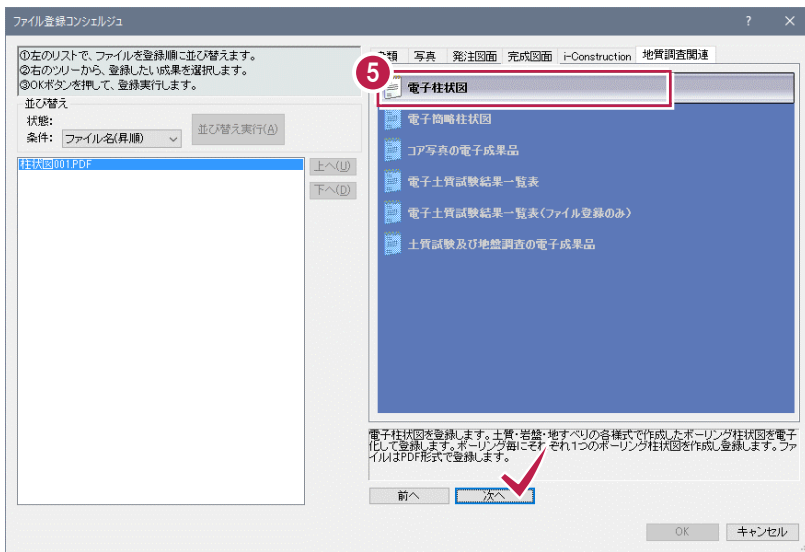 ファイル登録コンシェルジュ
①左のリストで、ファイルを登録順に並び替えます。
②右のツリーから、登録したい成果を選択します。
③OKボタンを押して、登録実行します。
並び替え
状態:
条件: ファイル名(昇順)
並び替え実行(A)
柱状図001.PDF
上へ(U)
下へ(D)
写真 発注図面 完成図面 i-Construction 地質調査関連
5
電子柱状図
電子簡略柱状図
コア写真の電子成果品
電子土質試験結果一覧表
電子土質試験結果一覧表(ファイル登録のみ)
土質試験及び地盤調査の電子成果品
電子柱状図を登録します。土質・岩盤・地すべりの各様式で作成したボーリング柱状図を電子
化して登録します。ボーリング毎にそれぞれ1つのボーリング柱状図を作成し登録します。ファ
イルはPDF形式で登録します。
前へ 次へ
OK キャンセル